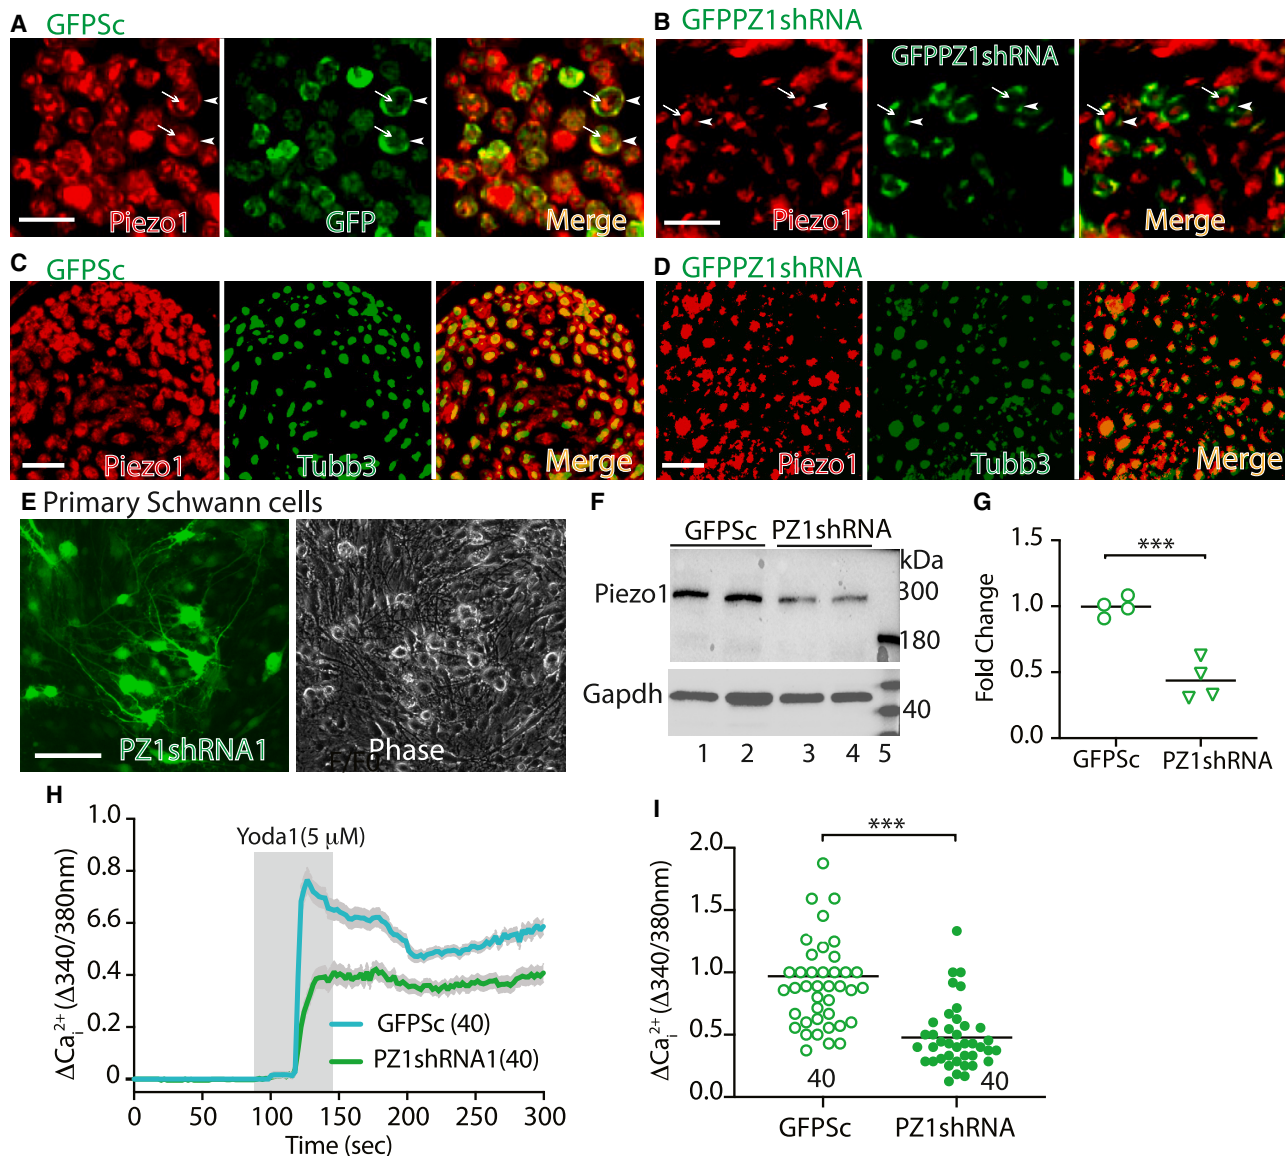 A GFPSc
B GFPPZ1shRNA
Piezo1
GFP
Merge
Piezo1
GFPPZ1shRNA
Merge
C GFPSc
D GFPPZ1shRNA
Piezo1
Tubb3
Merge
Piezo1
Tubb3
Merge
E Primary Schwann cells
PZ1shRNA1
Phase
F
GFPSc PZ1shRNA
kDa
Piezo1
300
180
Gapdh
40
1 2 3 4 5
G
***
Fold Change
1.5
1.0
0.5
0.0
GFPSc PZ1shRNA
H
Yoda1(5 μM)
ΔCaᵢ²⁺ (Δ340/380nm)
1.0
0.8
6.6
0.4
0.2
0
GFPSc (40)
PZ1shRNA1(40)
0 50 100 150 200 250 300
Time (sec)
I
***
ΔCaᵢ²⁺ (Δ340/380nm)
2.0
1.5
1.0
0.5
0.0
40 40
GFPSc PZ1shRNA